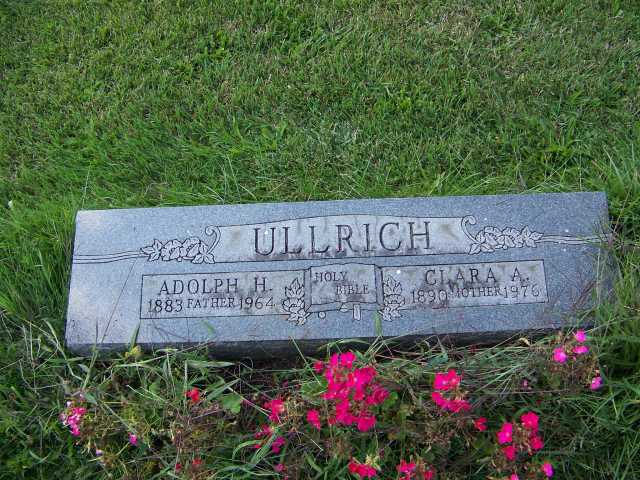 ULLRICH
ADOLPH H.
1883 FATHER 1964
HOLY
BIBLE
CLARA A.
1890 MOTHER 1976